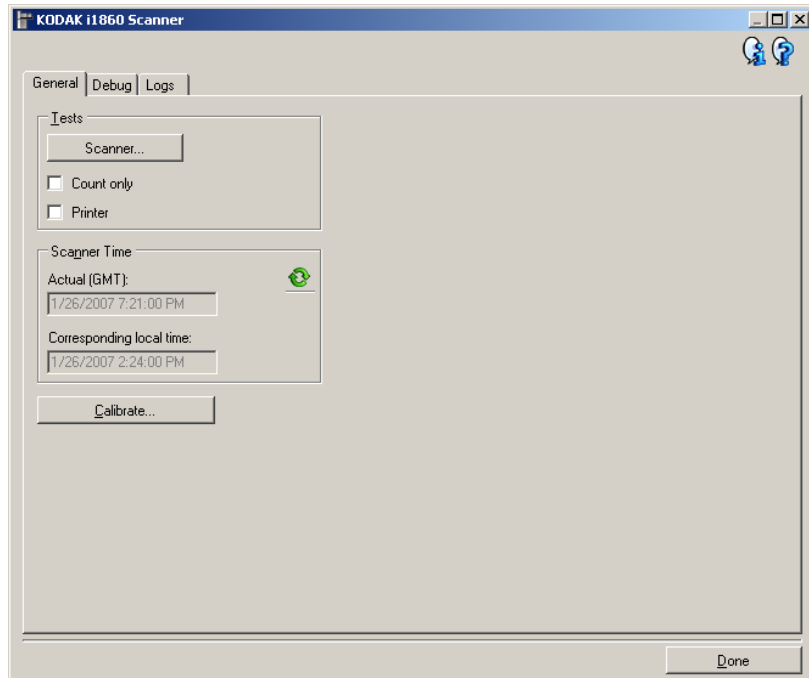 KODAK i1860 Scanner
General Debug Logs
Tests
Scanner...
Count only
Printer
Scanner Time
Actual (GMT):
1/26/2007 7:21:00 PM
Corresponding local time:
1/26/2007 2:24:00 PM
Calibrate...
Done